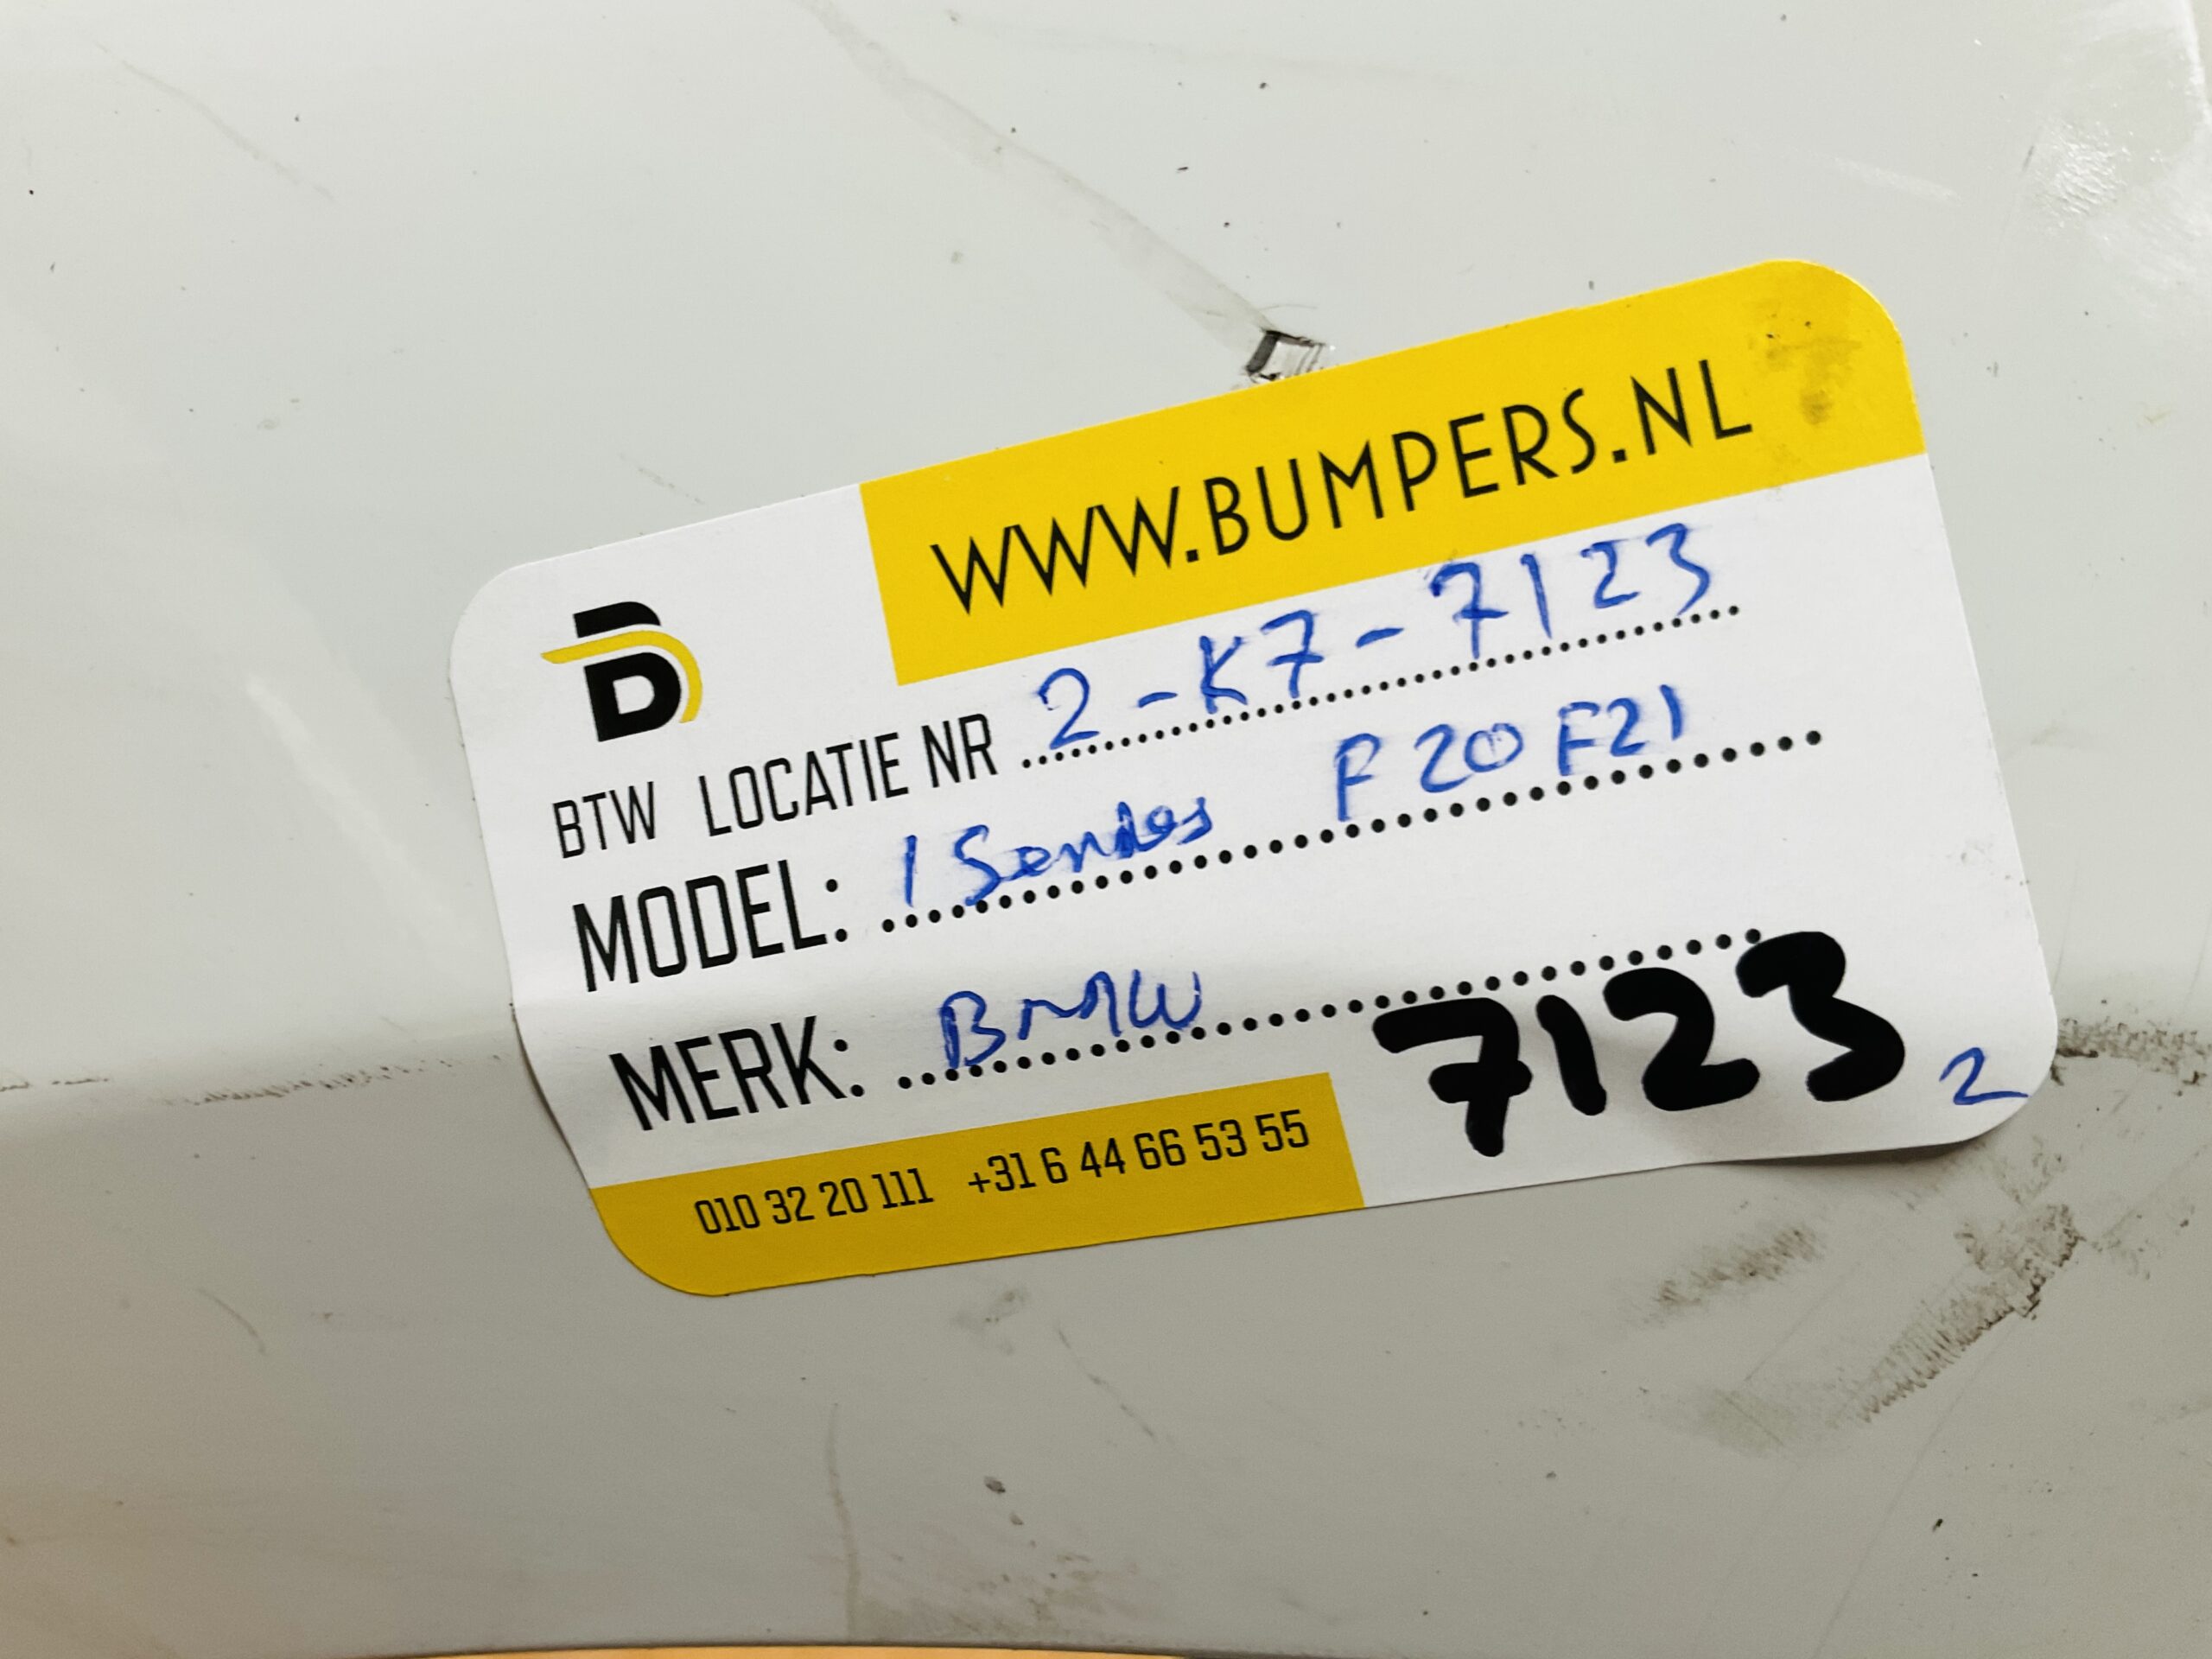 WWW.BUMPERS.NL
B
BTW LOCATIE NR 2-K7-7123
MODEL: 1 Series F20 F21
MERK: BMW
7123 2
010 32 20 111 +31 6 44 66 53 55